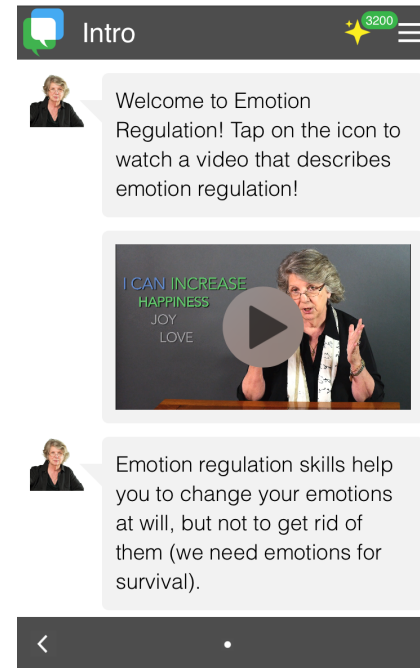 Intro
3200
Welcome to Emotion
Regulation! Tap on the icon to
watch a video that describes
emotion regulation!
I CAN INCREASE
HAPPINESS
JOY
LOVE
Emotion regulation skills help
you to change your emotions
at will, but not to get rid of
them (we need emotions for
survival).